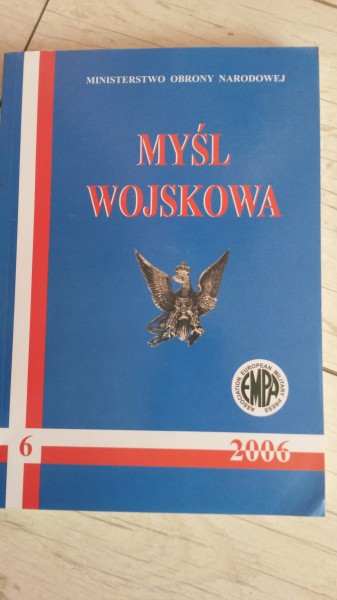 MINISTERSTWO OBRONY NARODOWEJ
MYŚL
WOJSKOWA
ASSOCIATION EUROPEAN MILITARY PRESS
EMPA
6
2006